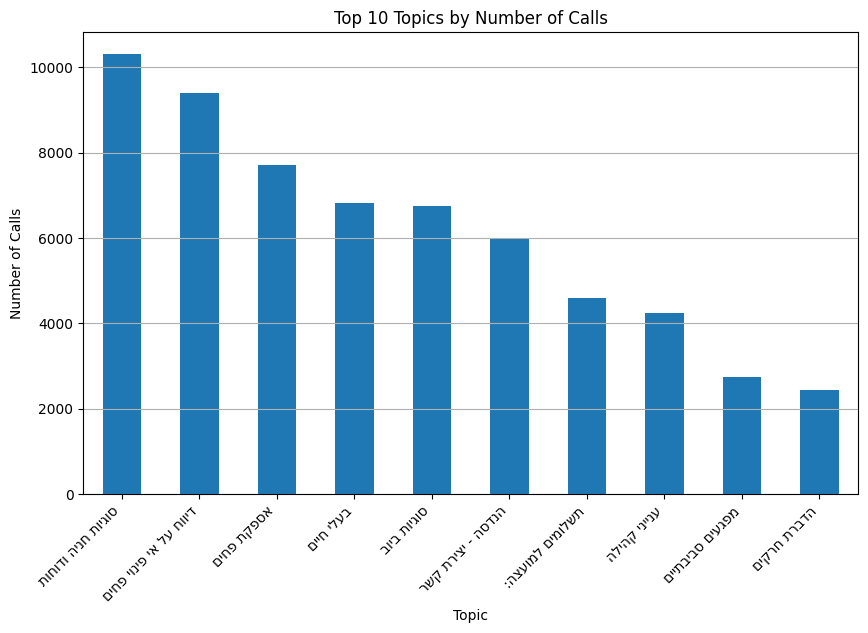 Top 10 Topics by Number of Calls
Number of Calls
10000
8000
6000
4000
2000
0
סוגיות חניה ודוחות
דיווח על אי פינוי פחים
אספקת פחים
בעלי חיים
סוגיות ביוב
הנדסה - יצירת קשר
תשלומים למועצה:
ענייני קהילה
מפגעים סביבתיים
הדברת חרקים
Topic